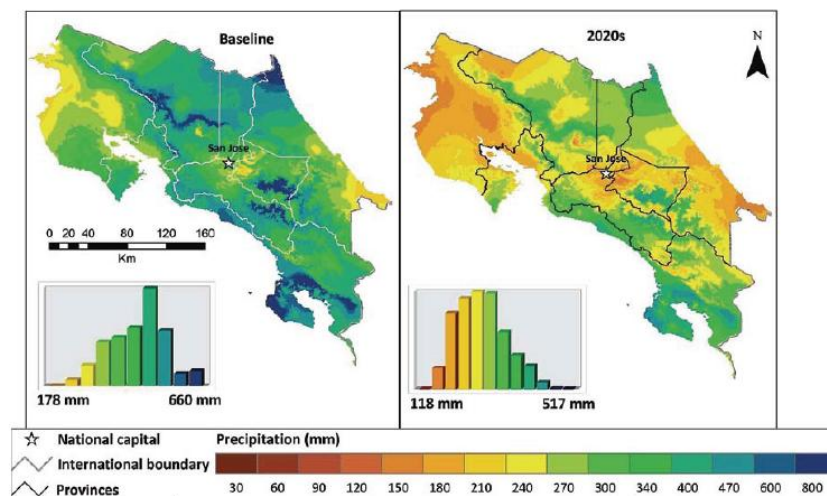 Baseline
2020s
N
San Jose
San Jose
0 20 40 80 120 160
Km
178 mm 660 mm
118 mm 517 mm
National capital
International boundary
Provinces
Precipitation (mm)
30 60 90 120 150 180 210 240 270 300 340 400 470 600 800